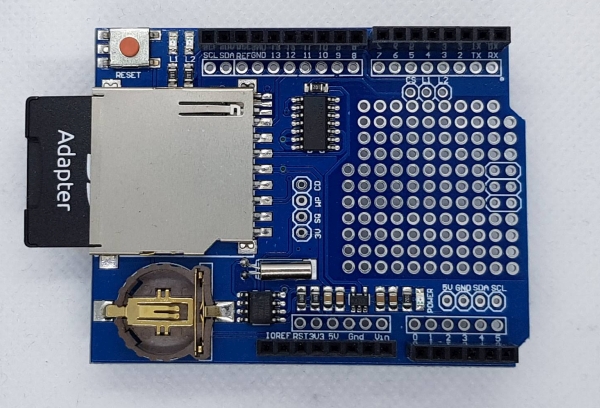 SCL SDA REF GND 13 12 11 10 9 8
7 6 5 4 3 2 TX RX
L1 L2
RESET
CS L1 L2
Adapter
CD
WP
SQ
3V
POWER
5V GND SDA SCL
IOREF RST 3V3 5V Gnd Vin
0 1 2 3 4 5